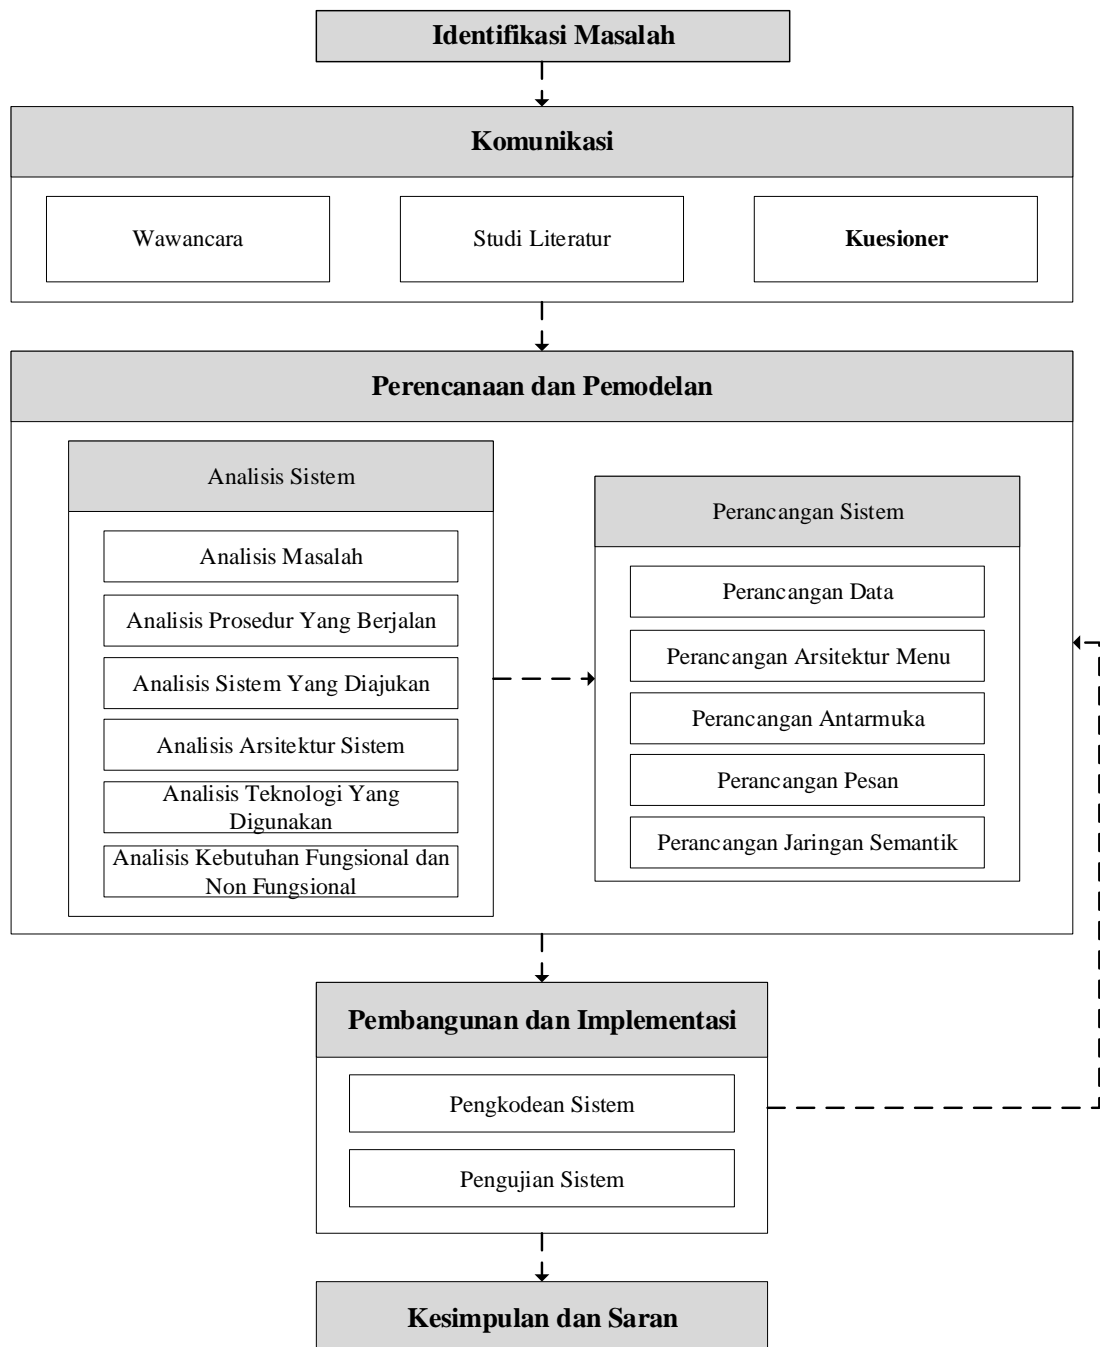 Identifikasi Masalah
Komunikasi
Wawancara
Studi Literatur
Kuesioner
Perencanaan dan Pemodelan
Analisis Sistem
Analisis Masalah
Analisis Prosedur Yang Berjalan
Analisis Sistem Yang Diajukan
Analisis Arsitektur Sistem
Analisis Teknologi Yang
Digunakan
Analisis Kebutuhan Fungsional dan
Non Fungsional
Perancangan Sistem
Perancangan Data
Perancangan Arsitektur Menu
Perancangan Antarmuka
Perancangan Pesan
Perancangan Jaringan Semantik
Pembangunan dan Implementasi
Pengkodean Sistem
Pengujian Sistem
Kesimpulan dan Saran